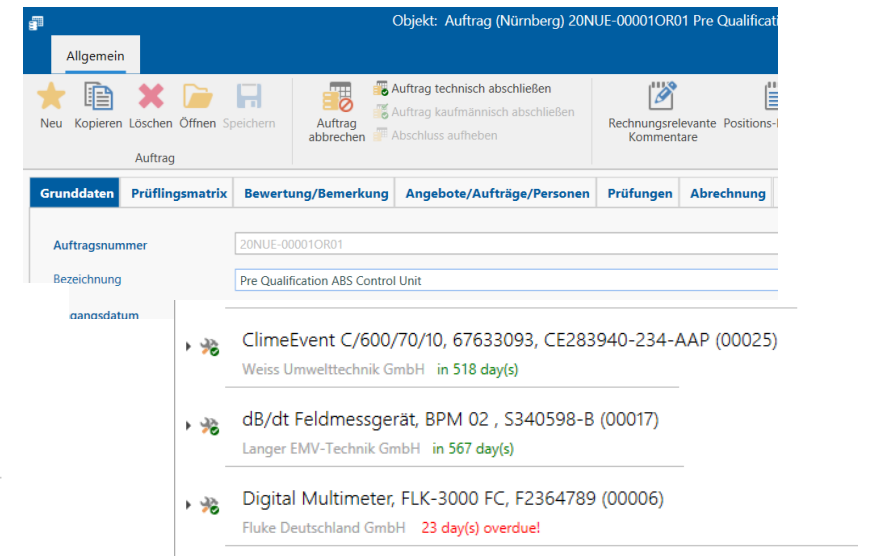 Objekt: Auftrag (Nürnberg) 20NUE-00001OR01 Pre Qualificati
Allgemein
Neu Kopieren Löschen Öffnen Speichern
Auftrag
Auftrag abbrechen
Auftrag technisch abschließen
Auftrag kaufmännisch abschließen
Abschluss aufheben
Rechnungsrelevante Kommentare
Positions-
Grunddaten Prüflingsmatrix Bewertung/Bemerkung Angebote/Aufträge/Personen Prüfungen Abrechnung
Auftragsnummer 20NUE-00001OR01
Bezeichnung Pre Qualification ABS Control Unit
gangsdatum
ClimeEvent C/600/70/10, 67633093, CE283940-234-AAP (00025)
Weiss Umwelttechnik GmbH in 518 day(s)
dB/dt Feldmessgerät, BPM 02 , S340598-B (00017)
Langer EMV-Technik GmbH in 567 day(s)
Digital Multimeter, FLK-3000 FC, F2364789 (00006)
Fluke Deutschland GmbH 23 day(s) overdue!